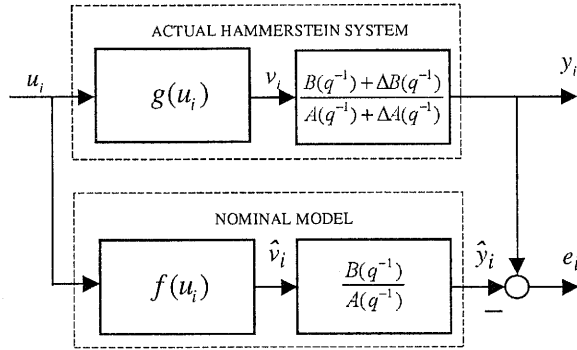 ACTUAL HAMMERSTEIN SYSTEM
u_i
g(u_i)
v_i
B(q^{-1}) + ΔB(q^{-1})
A(q^{-1}) + ΔA(q^{-1})
y_i
NOMINAL MODEL
f(u_i)
v̂_i
B(q^{-1})
A(q^{-1})
ŷ_i
−
e_i